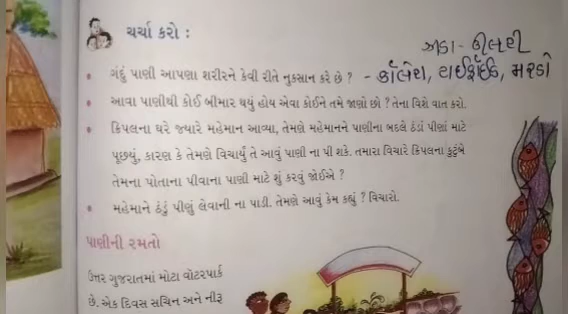 ચર્ચા કરો :
ઝાડા - ઊલટી
• ગંદું પાણી આપણા શરીરને કેવી રીતે નુકસાન કરે છે ? - કૉલેરા, ટાઈફૉઈડ, મરડો
• આવા પાણીથી કોઈ બીમાર થયું હોય એવા કોઈને તમે જાણો છો ? તેના વિશે વાત કરો.
• કિંપલના ઘરે જ્યારે મહેમાન આવ્યા, તેમણે મહેમાનને પાણીના બદલે ઠંડાં પીણાં માટે
પૂછ્યું, કારણ કે તેમણે વિચાર્યું તે આવું પાણી ના પી શકે. તમારા વિચારે કિંપલના કુટુંબે
તેમના પોતાના પીવાના પાણી માટે શું કરવું જોઈએ ?
• મહેમાને ઠંડું પીણું લેવાની ના પાડી. તેમણે આવું કેમ કહ્યું ? વિચારો.
પાણીની રમતો
ઉત્તર ગુજરાતમાં મોટા વૉટરપાર્ક
છે. એક દિવસ સચિન અને નીરૂ